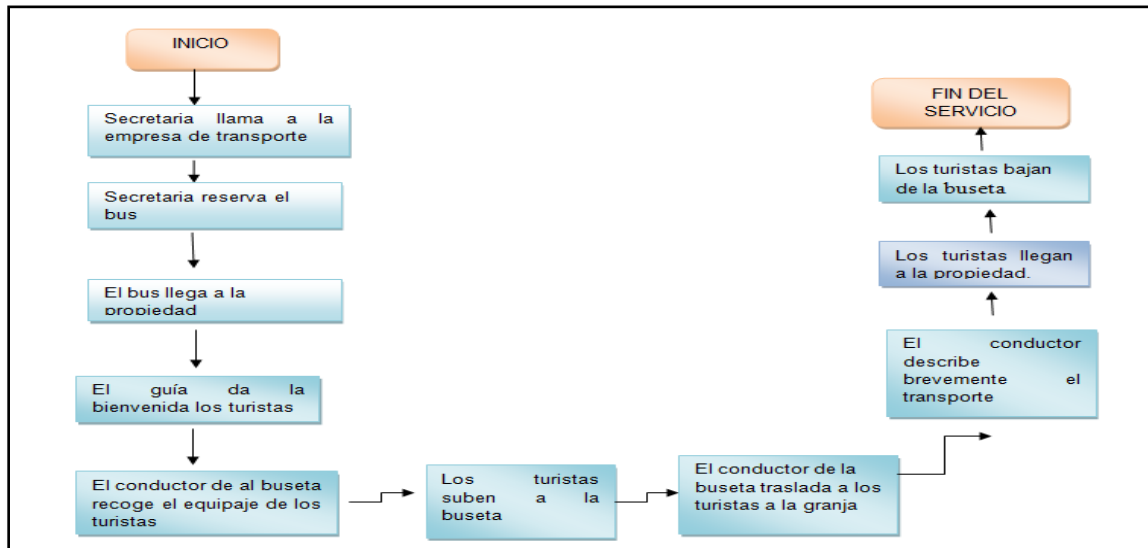 INICIO
Secretaria llama a la
empresa de transporte
Secretaria reserva el
bus
El bus llega a la
propiedad
El guía da la
bienvenida los turistas
El conductor de al buseta
recoge el equipaje de los
turistas
Los turistas
suben a la
buseta
El conductor de la
buseta traslada a los
turistas a la granja
El conductor
describe
brevemente el
transporte
Los turistas llegan
a la propiedad.
Los turistas bajan
de la buseta
FIN DEL
SERVICIO